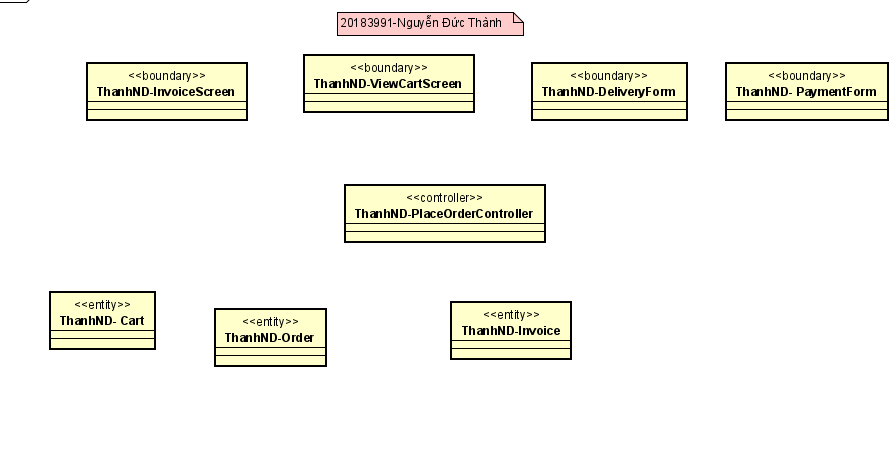 20183991-Nguyễn Đức Thành
<<boundary>>
ThanhND-InvoiceScreen
<<boundary>>
ThanhND-ViewCartScreen
<<boundary>>
ThanhND-DeliveryForm
<<boundary>>
ThanhND- PaymentForm
<<controller>>
ThanhND-PlaceOrderController
<<entity>>
ThanhND- Cart
<<entity>>
ThanhND-Order
<<entity>>
ThanhND-Invoice